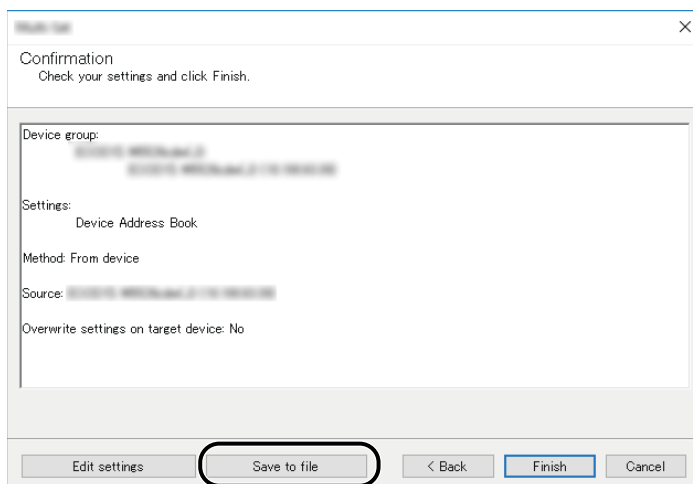 Confirmation
Check your settings and click Finish.
Device group:
Settings:
Device Address Book
Method: From device
Source:
Overwrite settings on target device: No
Edit settings
Save to file
< Back
Finish
Cancel